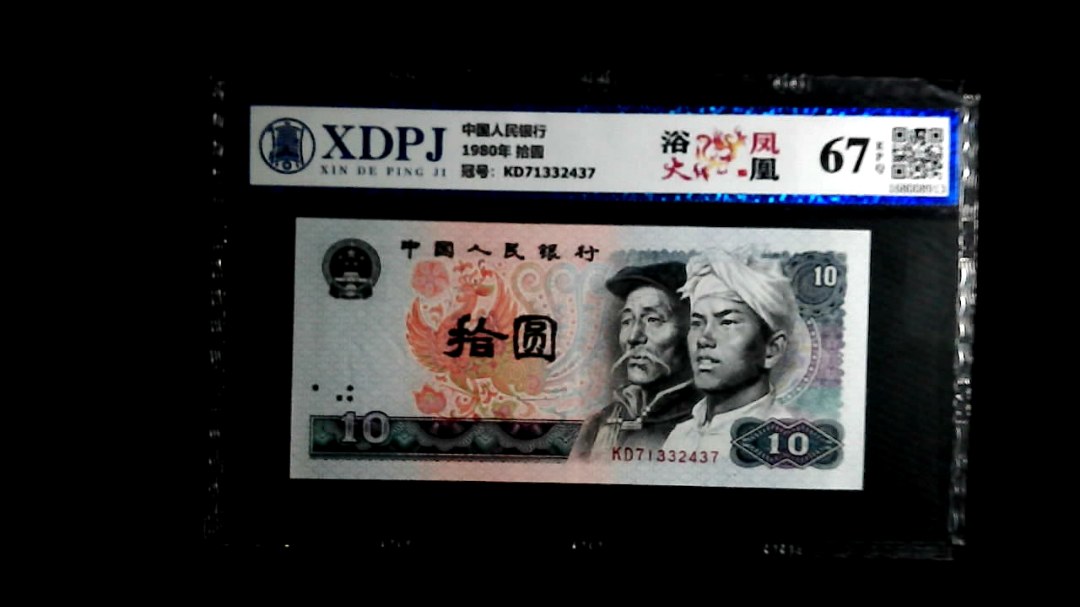 XDPJ
XIN DE PING JI
中国人民银行
1980年 拾圆
冠号: KD71332437
浴火
凤凰
67
EPQ
中国人民银行
10
拾圆
10
KD71332437
10